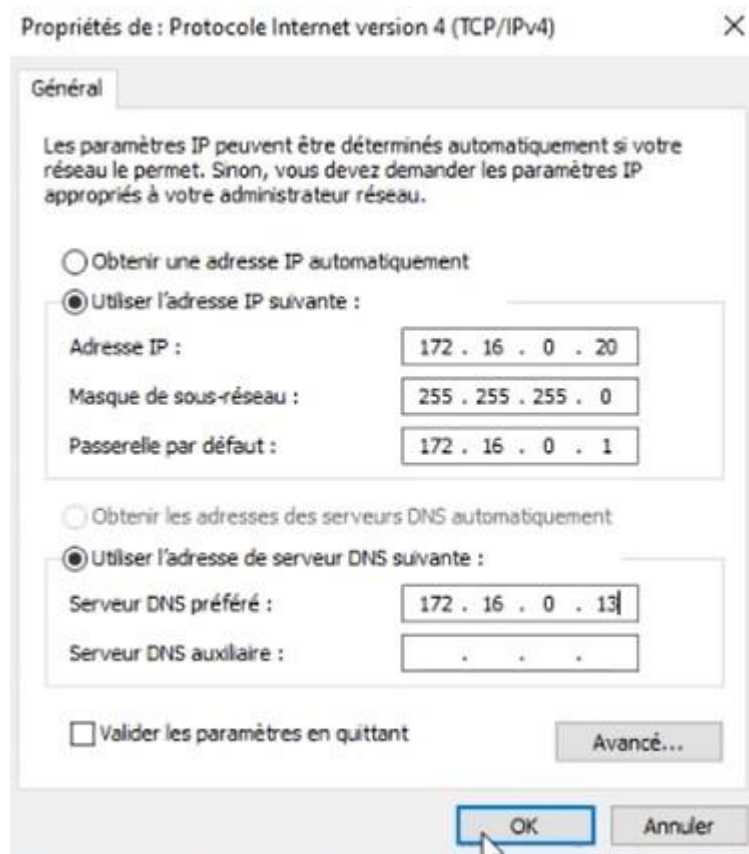 Propriétés de : Protocole Internet version 4 (TCP/IPv4)
Général
Les paramètres IP peuvent être déterminés automatiquement si votre
réseau le permet. Sinon, vous devez demander les paramètres IP
appropriés à votre administrateur réseau.
Obtenir une adresse IP automatiquement
Utiliser l'adresse IP suivante :
Adresse IP : 172 . 16 . 0 . 20
Masque de sous-réseau : 255 . 255 . 255 . 0
Passerelle par défaut : 172 . 16 . 0 . 1
Obtenir les adresses des serveurs DNS automatiquement
Utiliser l'adresse de serveur DNS suivante :
Serveur DNS préféré : 172 . 16 . 0 . 13
Serveur DNS auxiliaire : . . .
Valider les paramètres en quittant
Avancé...
OK Annuler